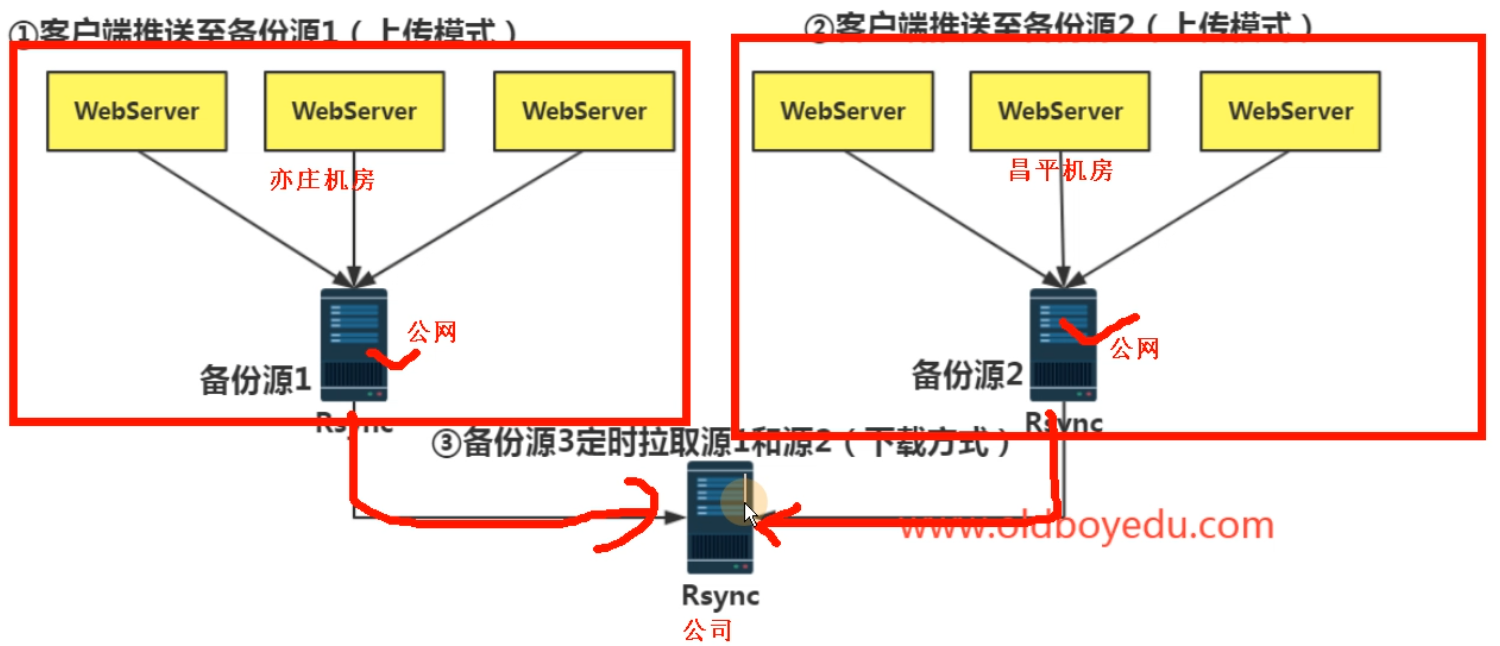 ①客户端推送至备份源1（上传模式）
②客户端推送至备份源2（上传模式）
WebServer
WebServer
WebServer
WebServer
WebServer
WebServer
亦庄机房
昌平机房
公网
公网
备份源1
备份源2
Rsync
Rsync
③备份源3定时拉取源1和源2（下载方式）
www.oldboyedu.com
Rsync
公司